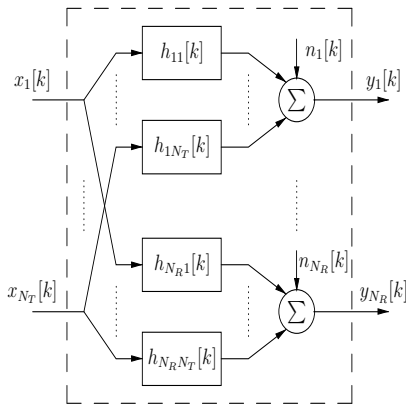 h_{11}[k]
n_1[k]
x_1[k]
y_1[k]
∑
h_{1N_T}[k]
h_{N_R1}[k]
n_{N_R}[k]
x_{N_T}[k]
y_{N_R}[k]
∑
h_{N_RN_T}[k]